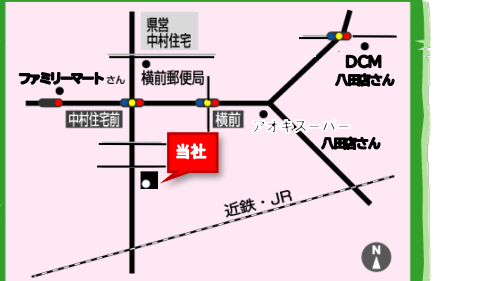 県営
中村住宅
DCM
八田店さん
ファミリーマートさん
横前郵便局
中村住宅前
横前
アオキスーパー
八田店さん
当社
近鉄・JR
N